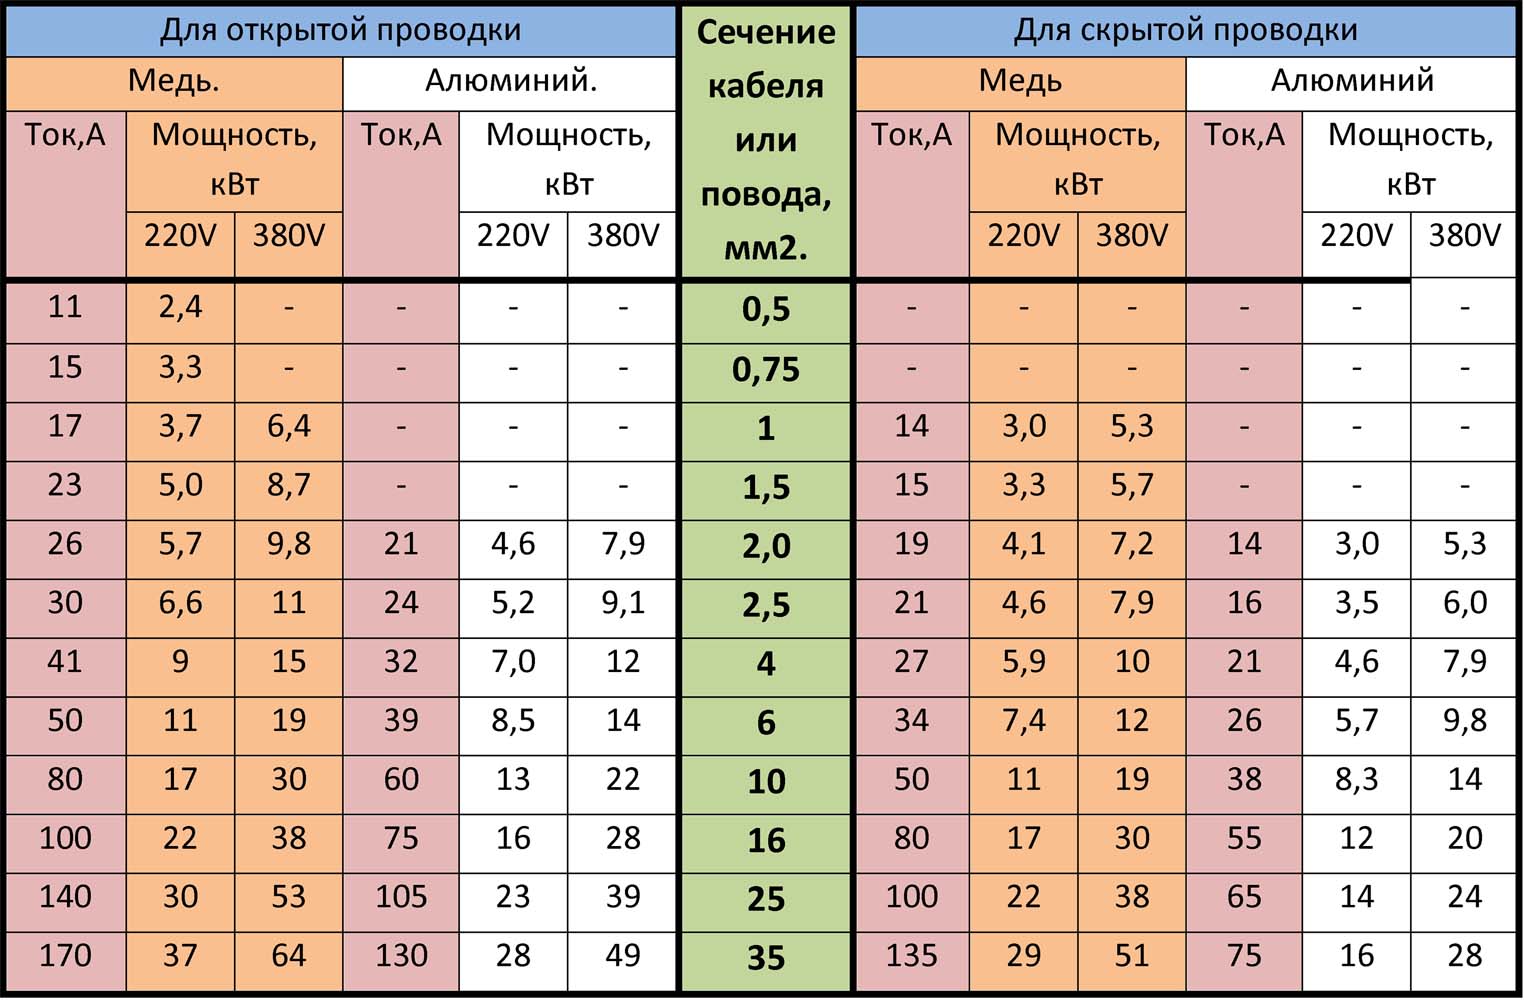 Для открытой проводки Сечение кабеля или повода, мм2. Для скрытой проводки
Медь. Алюминий. Медь Алюминий
Ток,А Мощность, кВт Ток,А Мощность, кВт Ток,А Мощность, кВт Ток,А Мощность, кВт
220V 380V 220V 380V 220V 380V 220V 380V
11 2,4 - - - - 0,5 - - - - - -
15 3,3 - - - - 0,75 - - - - - -
17 3,7 6,4 - - - 1 14 3,0 5,3 - - -
23 5,0 8,7 - - - 1,5 15 3,3 5,7 - - -
26 5,7 9,8 21 4,6 7,9 2,0 19 4,1 7,2 14 3,0 5,3
30 6,6 11 24 5,2 9,1 2,5 21 4,6 7,9 16 3,5 6,0
41 9 15 32 7,0 12 4 27 5,9 10 21 4,6 7,9
50 11 19 39 8,5 14 6 34 7,4 12 26 5,7 9,8
80 17 30 60 13 22 10 50 11 19 38 8,3 14
100 22 38 75 16 28 16 80 17 30 55 12 20
140 30 53 105 23 39 25 100 22 38 65 14 24
170 37 64 130 28 49 35 135 29 51 75 16 28